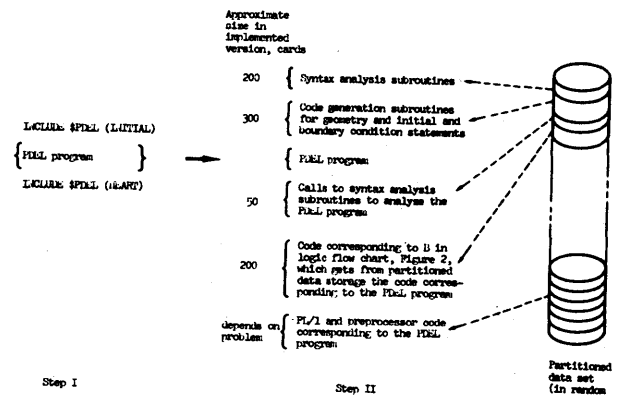 Approximate
size in
implemented
version, cards
200
Syntax analysis subroutines
300
Code generation subroutines
for geometry and initial and
boundary condition statements
INCLUDE $PDEL (INITIAL)
PDEL program
INCLUDE $PDEL (HEART)
PDEL program
50
Calls to syntax analysis
subroutines to analyse the
PDEL program
200
Code corresponding to B in
logic flow chart, Figure 2,
which gets from partitioned
data storage the code corres-
ponding to the PDEL program
depends on
problem
PL/1 and preprocessor code
corresponding to the PDEL
program
Step I
Step II
Partitioned
data set
(in random